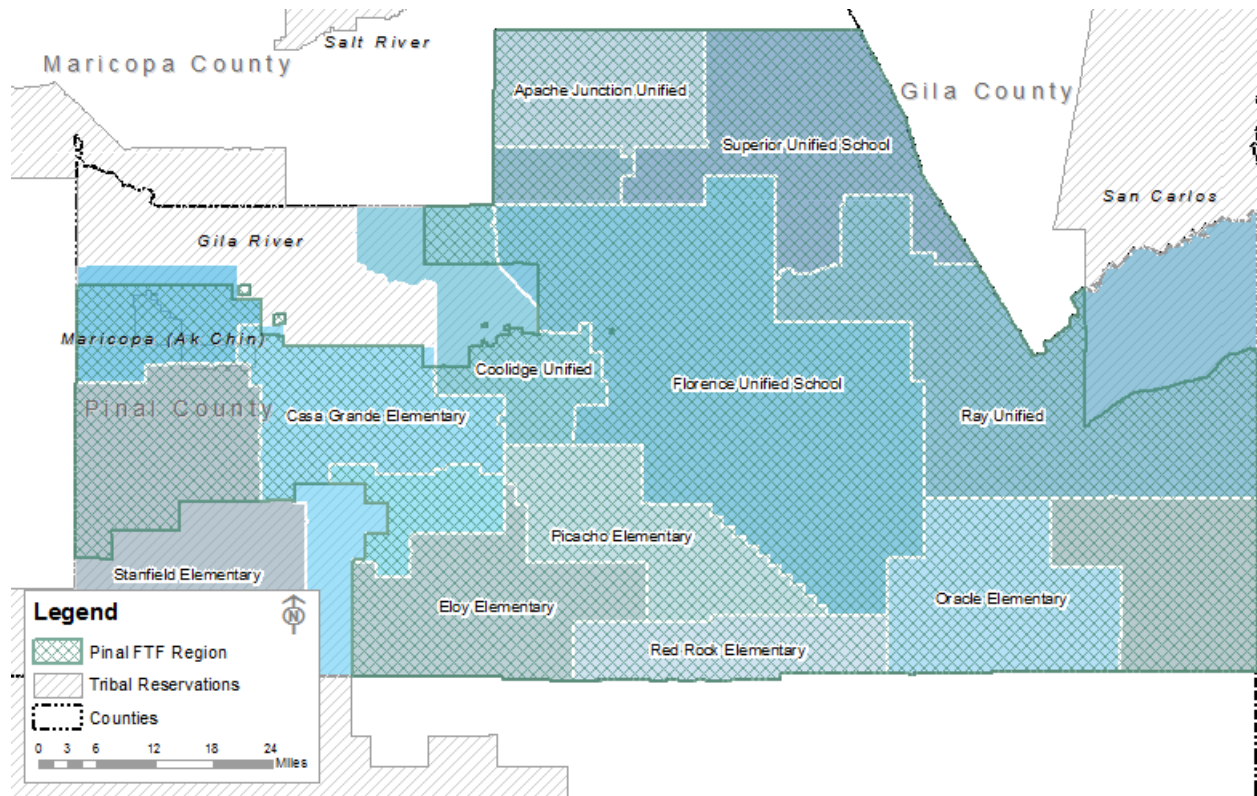 Salt River
Maricopa County
Gila County
Apache Junction Unified
Superior Unified School
San Carlos
Gila River
Maricopa (Ak Chin)
Coolidge Unified
Florence Unified School
Pinal County
Casa Grande Elementary
Ray Unified
Picacho Elementary
Stanfield Elementary
Eloy Elementary
Oracle Elementary
Red Rock Elementary
Legend
N
Pinal FTF Region
Tribal Reservations
Counties
0 3 6 12 18 24
Miles